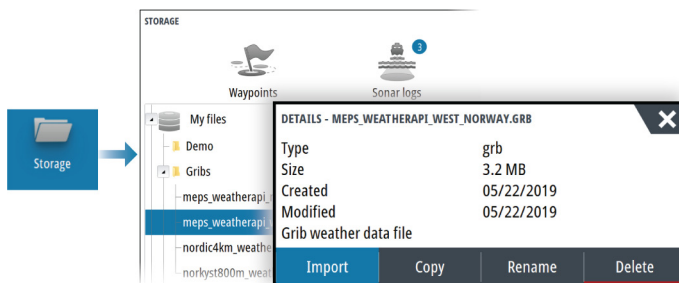 STORAGE
3
Waypoints
Sonar logs
Storage
My files
Demo
Gribs
meps_weatherapi_
meps_weatherapi_
nordic4km_weathe
norkyst800m_weat
DETAILS - MEPS_WEATHERAPI_WEST_NORWAY.GRB
X
Type grb
Size 3.2 MB
Created 05/22/2019
Modified 05/22/2019
Grib weather data file
Import Copy Rename Delete